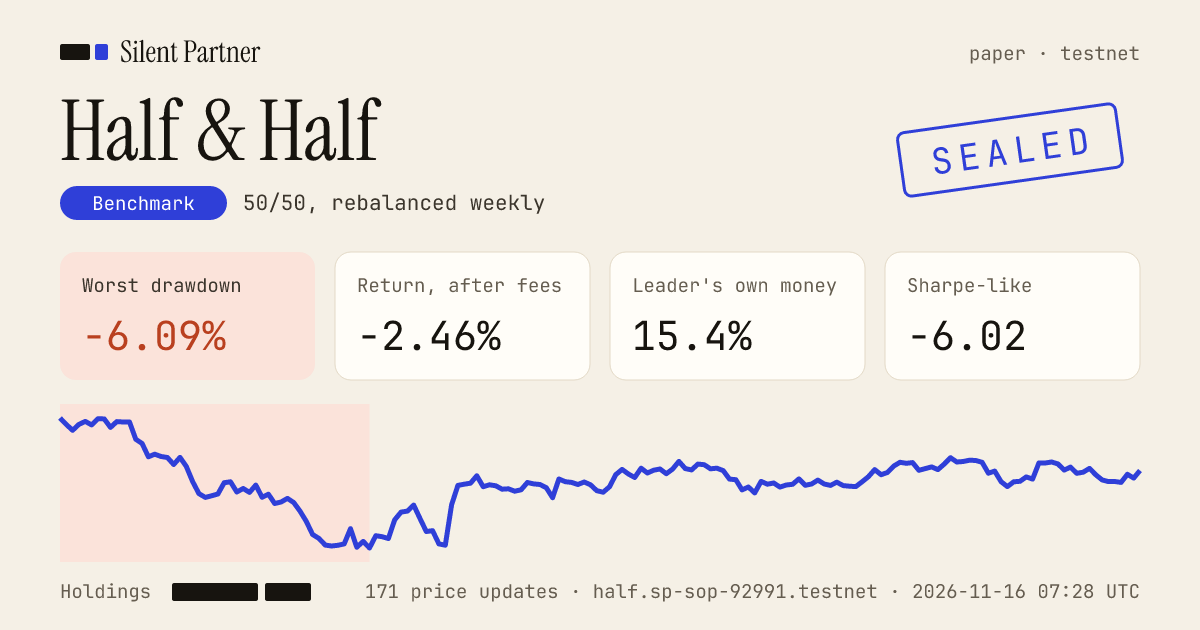 Silent Partner
paper · testnet
Half & Half
SEALED
Benchmark
50/50, rebalanced weekly
Worst drawdown
-6.09%
Return, after fees
-2.46%
Leader's own money
15.4%
Sharpe-like
-6.02
Holdings
171 price updates · half.sp-sop-92991.testnet · 2026-11-16 07:28 UTC